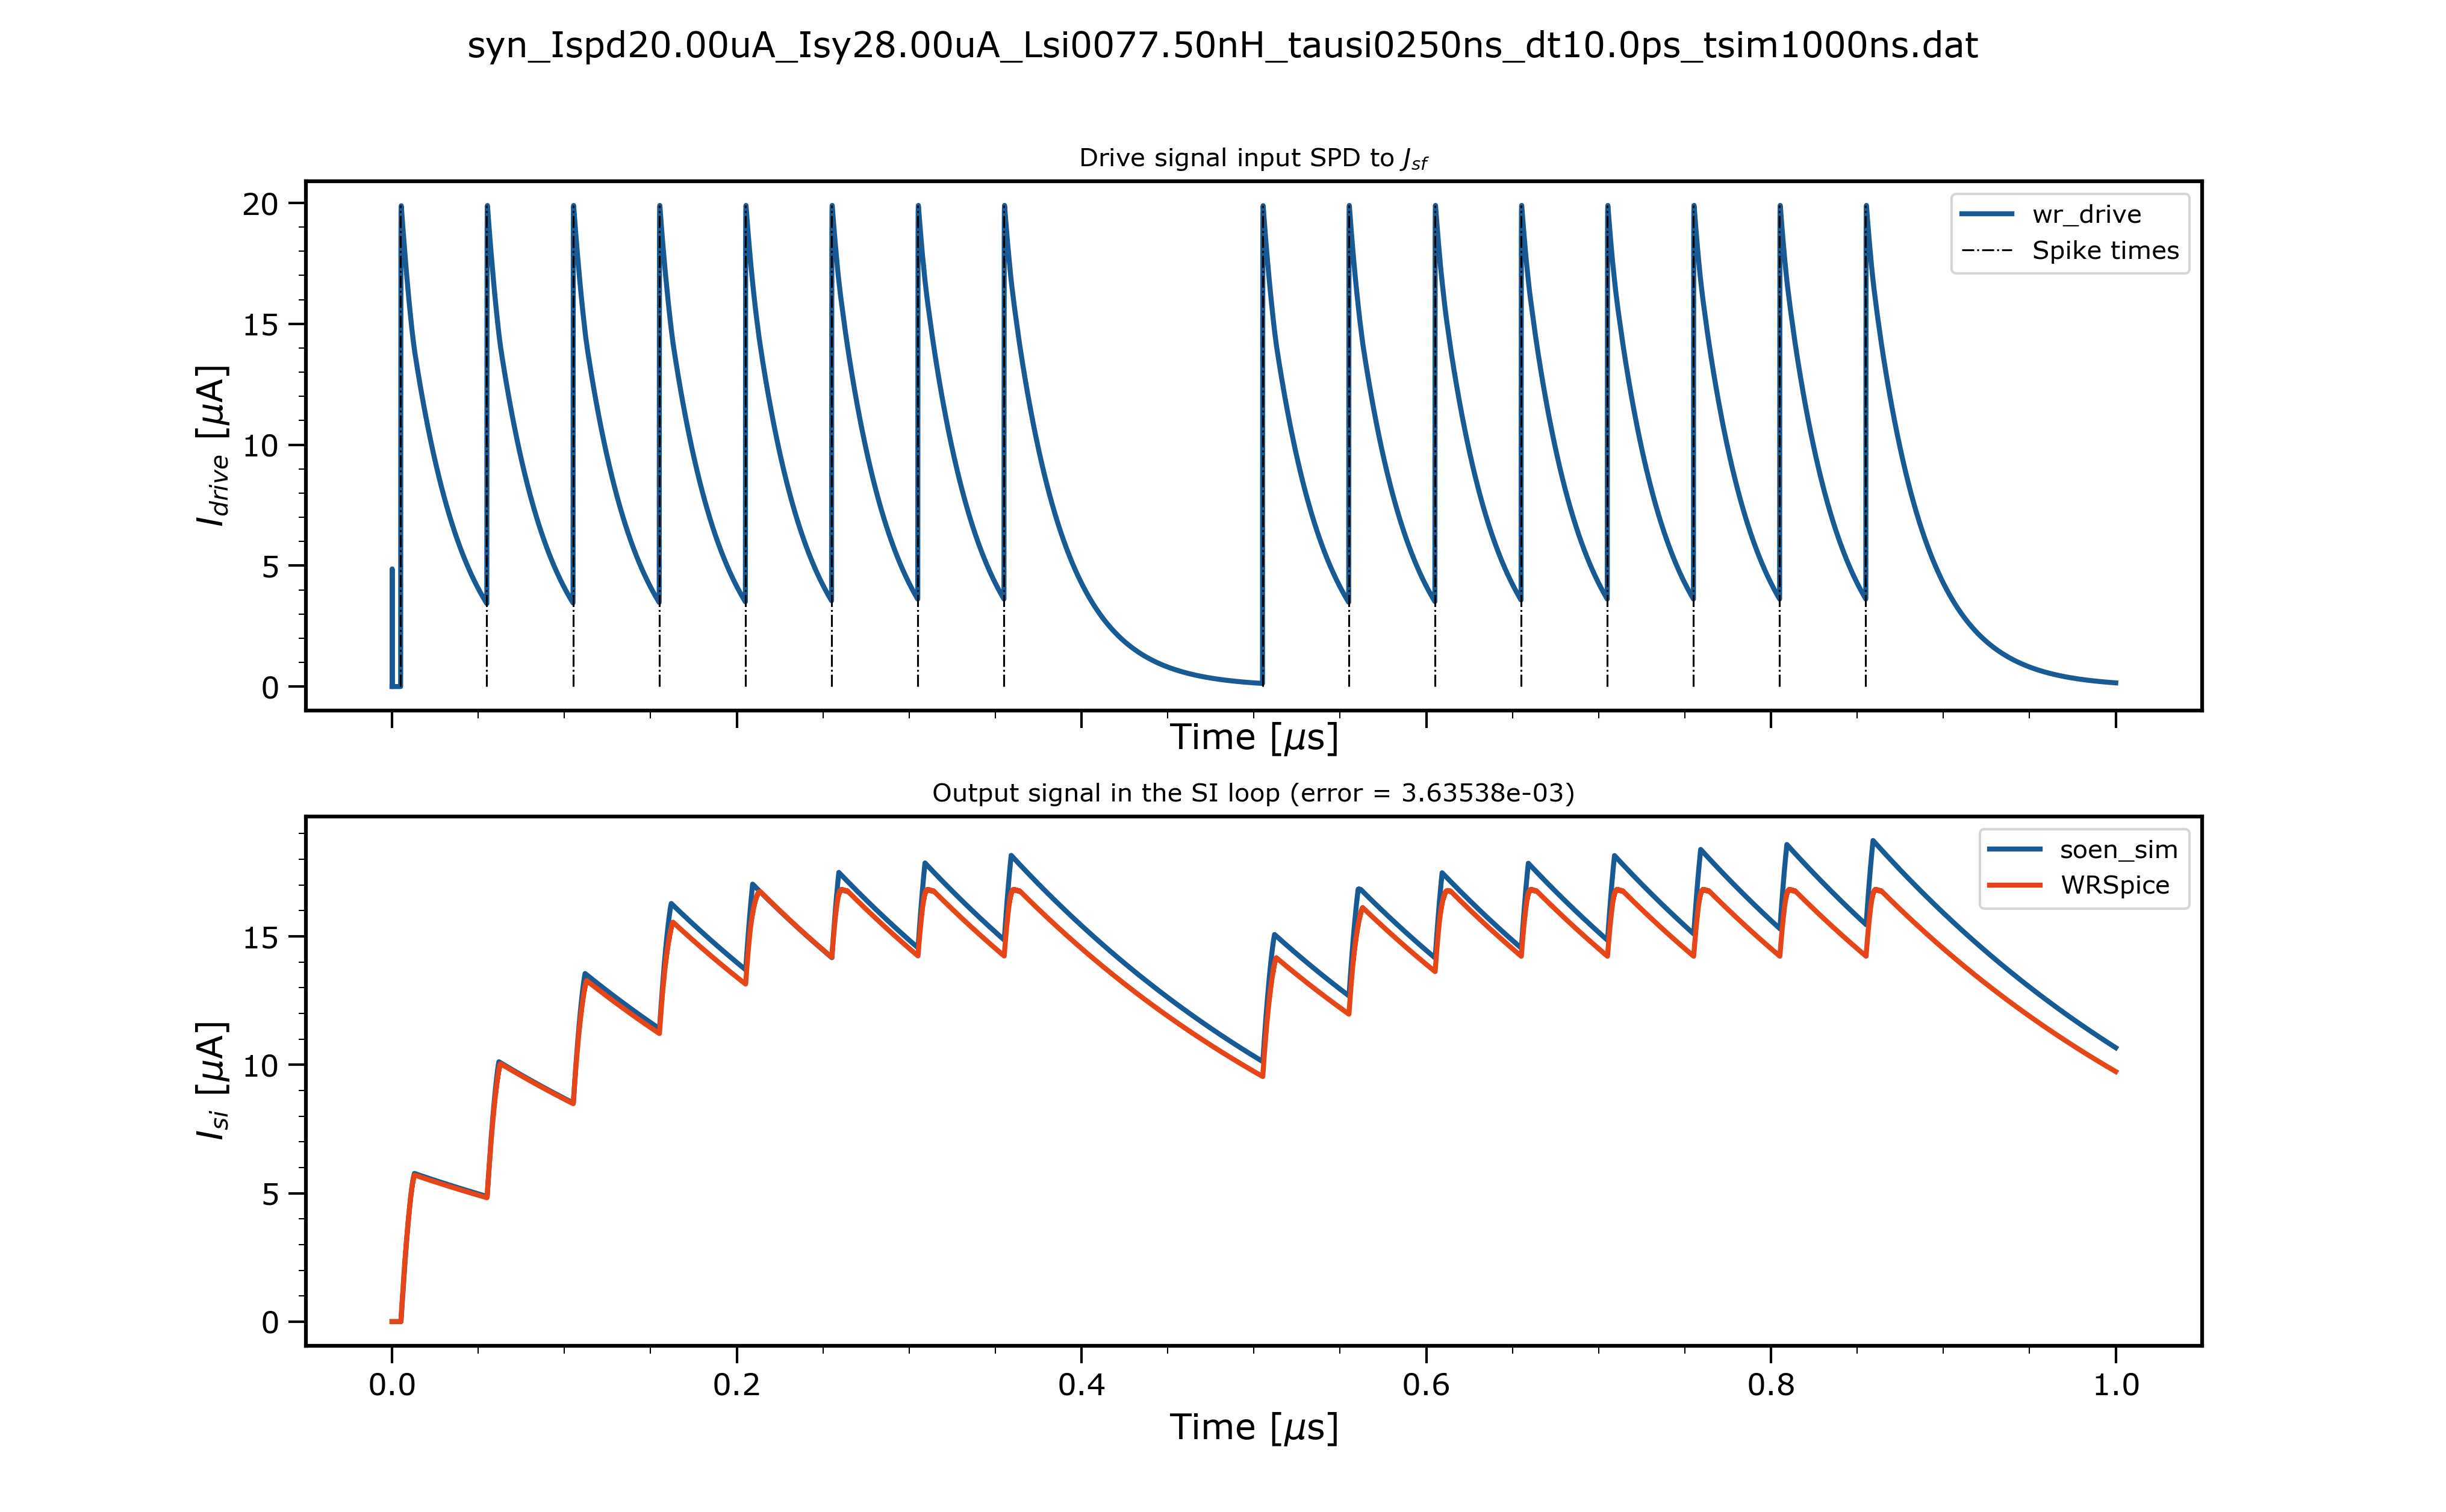 syn_Ispd20.00uA_Isy28.00uA_Lsi0077.50nH_tausi0250ns_dt10.0ps_tsim1000ns.dat
Drive signal input SPD to J_sf
I_drive [μA]
20
15
10
5
0
wr_drive
Spike times
Time [μs]
Output signal in the SI loop (error = 3.63538e-03)
I_si [μA]
15
10
5
0
soen_sim
WRSpice
0.0 0.2 0.4 0.6 0.8 1.0
Time [μs]